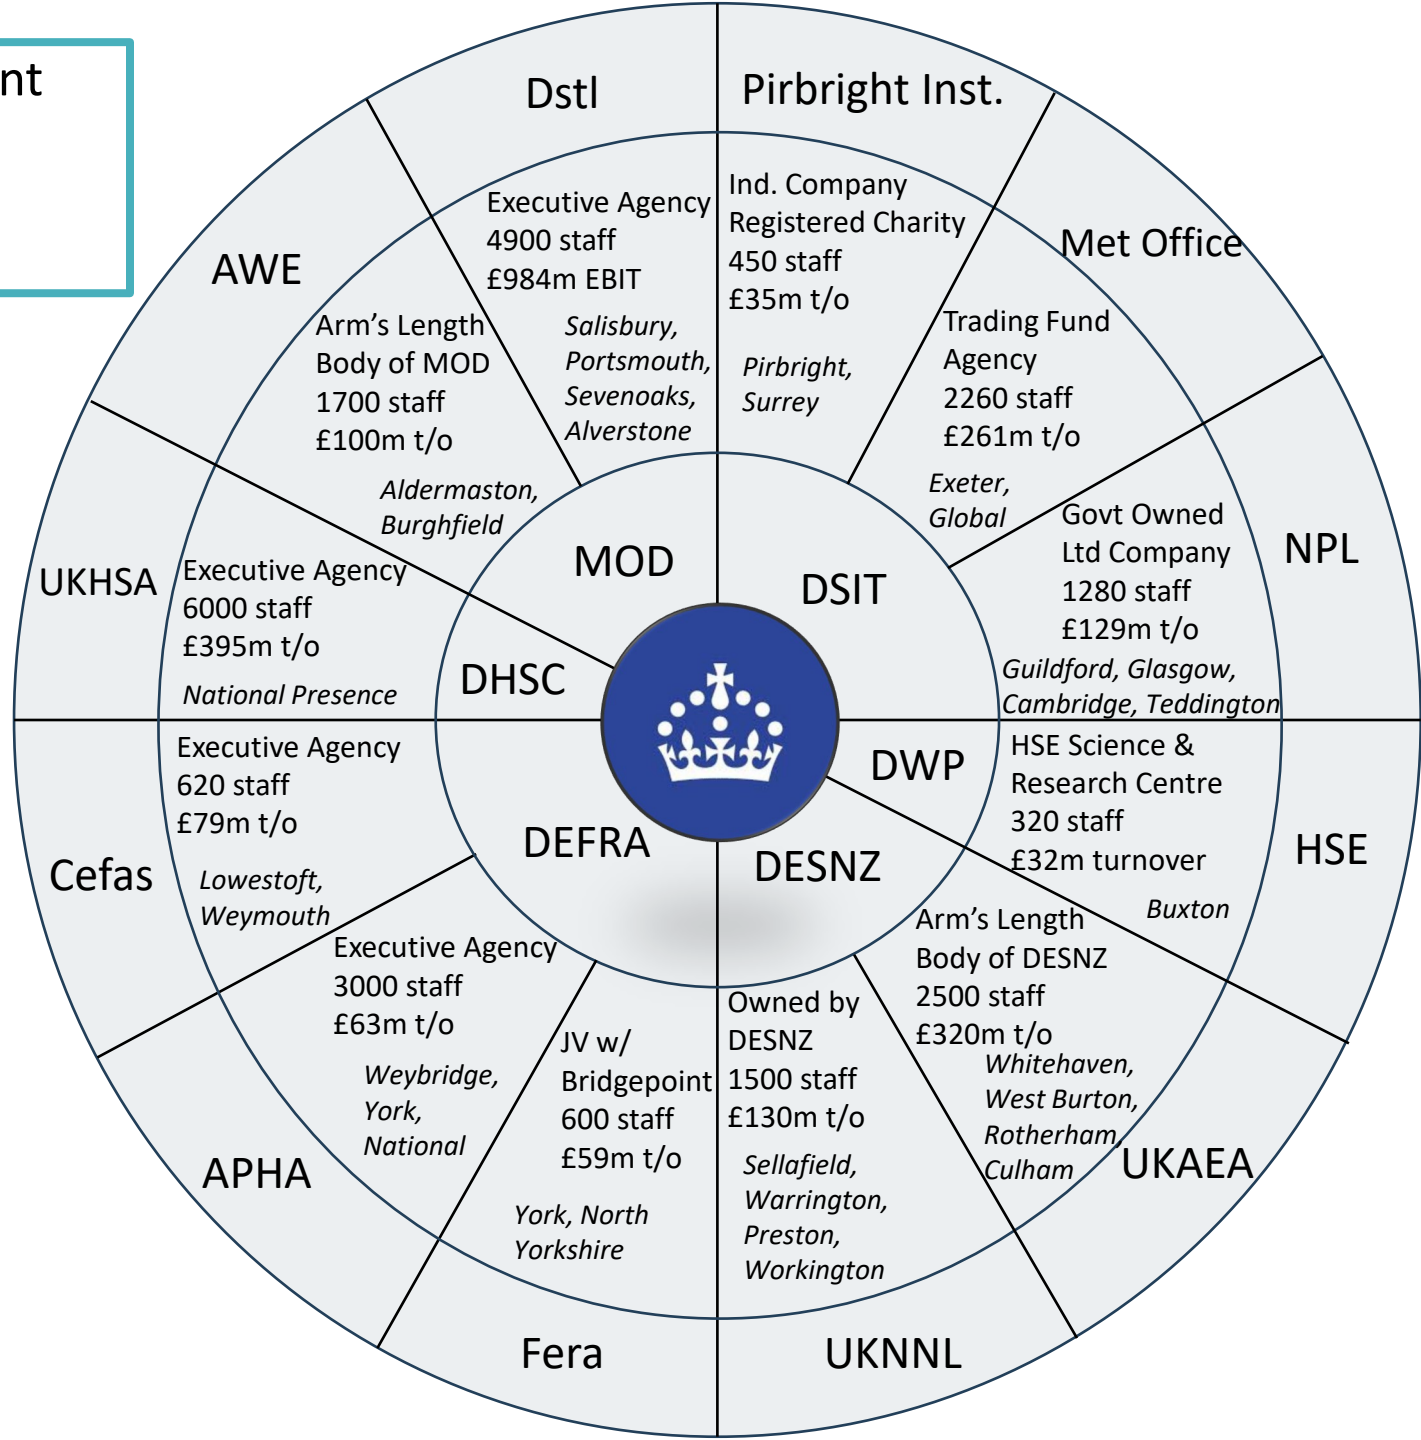 nt
Dstl
Executive Agency
4900 staff
£984m EBIT
Salisbury,
Portsmouth,
Sevenoaks,
Alverstone
Pirbright Inst.
Ind. Company
Registered Charity
450 staff
£35m t/o
Pirbright,
Surrey
Met Office
Trading Fund
Agency
2260 staff
£261m t/o
Exeter,
Global
NPL
Govt Owned
Ltd Company
1280 staff
£129m t/o
Guildford, Glasgow,
Cambridge, Teddington
HSE
HSE Science &
Research Centre
320 staff
£32m turnover
Buxton
UKAEA
Arm's Length
Body of DESNZ
2500 staff
£320m t/o
Whitehaven,
West Burton,
Rotherham,
Culham
UKNNL
Owned by
DESNZ
1500 staff
£130m t/o
Sellafield,
Warrington,
Preston,
Workington
Fera
JV w/
Bridgepoint
600 staff
£59m t/o
York, North
Yorkshire
APHA
Executive Agency
3000 staff
£63m t/o
Weybridge,
York,
National
Cefas
Executive Agency
620 staff
£79m t/o
Lowestoft,
Weymouth
UKHSA
Executive Agency
6000 staff
£395m t/o
National Presence
AWE
Arm's Length
Body of MOD
1700 staff
£100m t/o
Aldermaston,
Burghfield
MOD
DSIT
DHSC
DWP
DEFRA
DESNZ